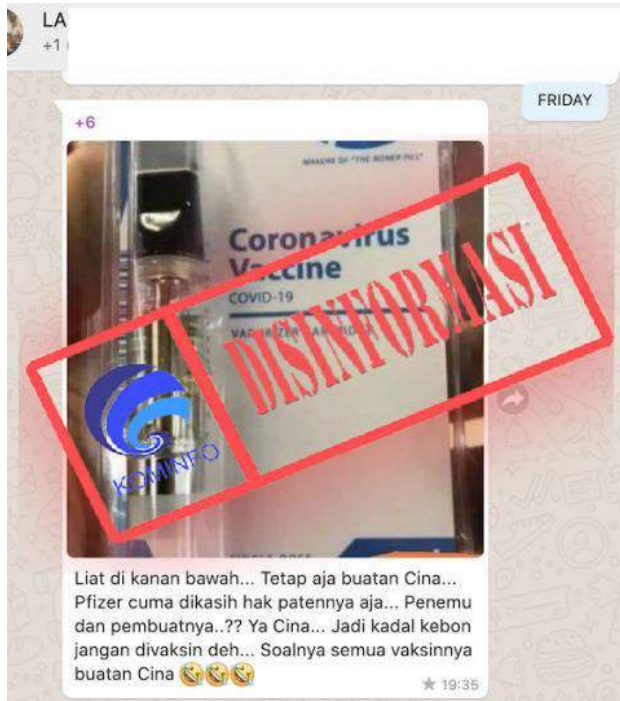 LA
+1
FRIDAY
+6
MAKERS OF "THE BONER PILL"
Coronavirus
Vaccine
COVID-19
DISINFORMASI
KOMINFO
Liat di kanan bawah... Tetap aja buatan Cina...
Pfizer cuma dikasih hak patennya aja... Penemu
dan pembuatnya..?? Ya Cina... Jadi kadal kebon
jangan divaksin deh... Soalnya semua vaksinnya
buatan Cina 🤣🤣🤣
19:35